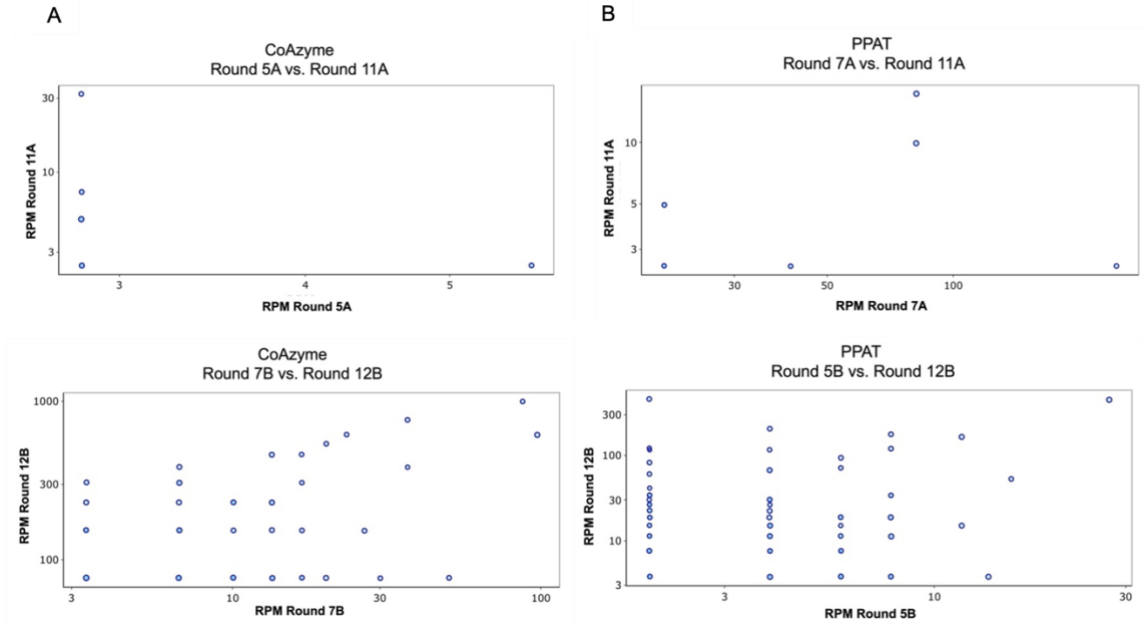 A
CoAzyme
Round 5A vs. Round 11A
30
10
3
RPM Round 11A
3
4
5
RPM Round 5A
B
PPAT
Round 7A vs. Round 11A
10
5
3
RPM Round 11A
30
50
100
RPM Round 7A
CoAzyme
Round 7B vs. Round 12B
1000
300
100
RPM Round 12B
3
10
30
100
RPM Round 7B
PPAT
Round 5B vs. Round 12B
300
100
30
10
3
RPM Round 12B
3
10
30
RPM Round 5B